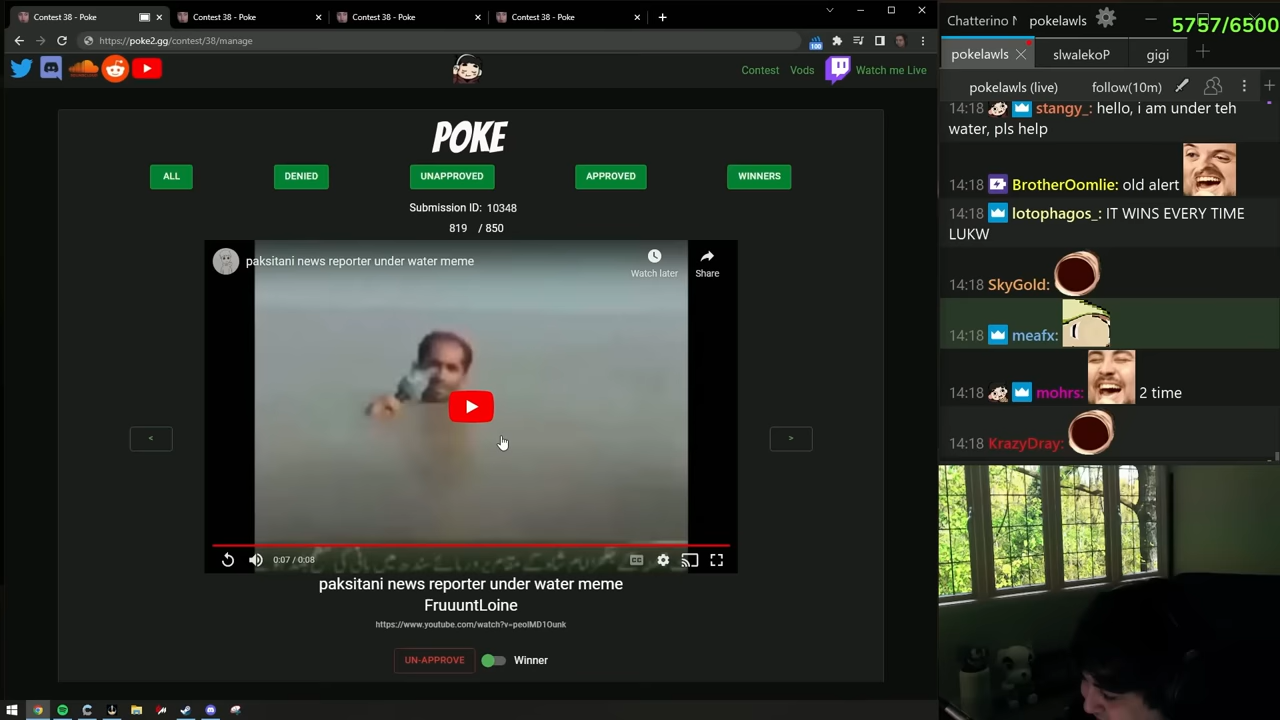 Contest 38 - Poke
Contest 38 - Poke
Contest 38 - Poke
Contest 38 - Poke
https://poke2.gg/contest/38/manage
100
Contest
Vods
Watch me Live
POKE
ALL
DENIED
UNAPPROVED
APPROVED
WINNERS
Submission ID: 10348
819 / 850
paksitani news reporter under water meme
Watch later
Share
<
>
0:07 / 0:08
CC
paksitani news reporter under water meme
FruuuntLoine
https://www.youtube.com/watch?v=peolMD1Ounk
UN-APPROVE
Winner
Chatterino
pokelawls
5757/6500
pokelawls
slwalekoP
gigi
pokelawls (live)
follow(10m)
14:18 stangy_: hello, i am under teh
water, pls help
14:18 BrotherOomlie: old alert
14:18 lotophagos_: IT WINS EVERY TIME
LUKW
14:18 SkyGold:
14:18 meafx:
14:18 mohrs: 2 time
14:18 KrazyDray: